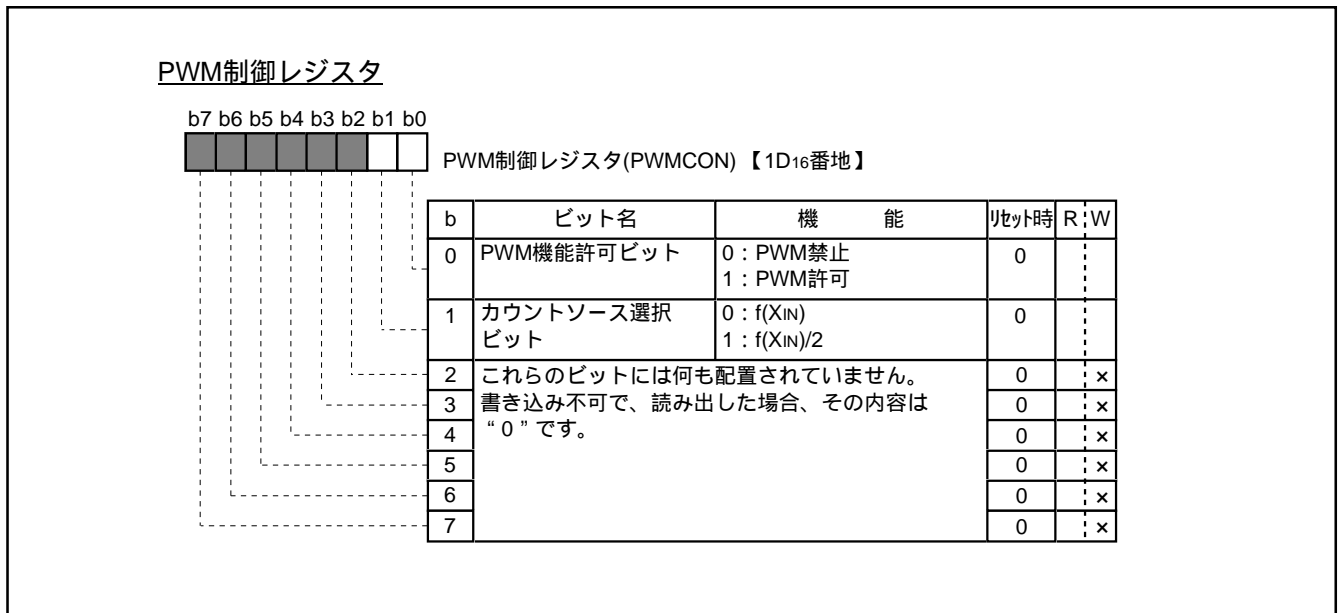 PWM制御レジスタ
b7 b6 b5 b4 b3 b2 b1 b0
PWM制御レジスタ(PWMCON)【1D16番地】
b ビット名 機 能 リセット時 R W
0 PWM機能許可ビット 0：PWM禁止 0
1：PWM許可
1 カウントソース選択 0：f(XIN) 0
ビット 1：f(XIN)/2
2 これらのビットには何も配置されていません。 0 ×
3 書き込み不可で、読み出した場合、その内容は 0 ×
4 “0”です。 0 ×
5 0 ×
6 0 ×
7 0 ×